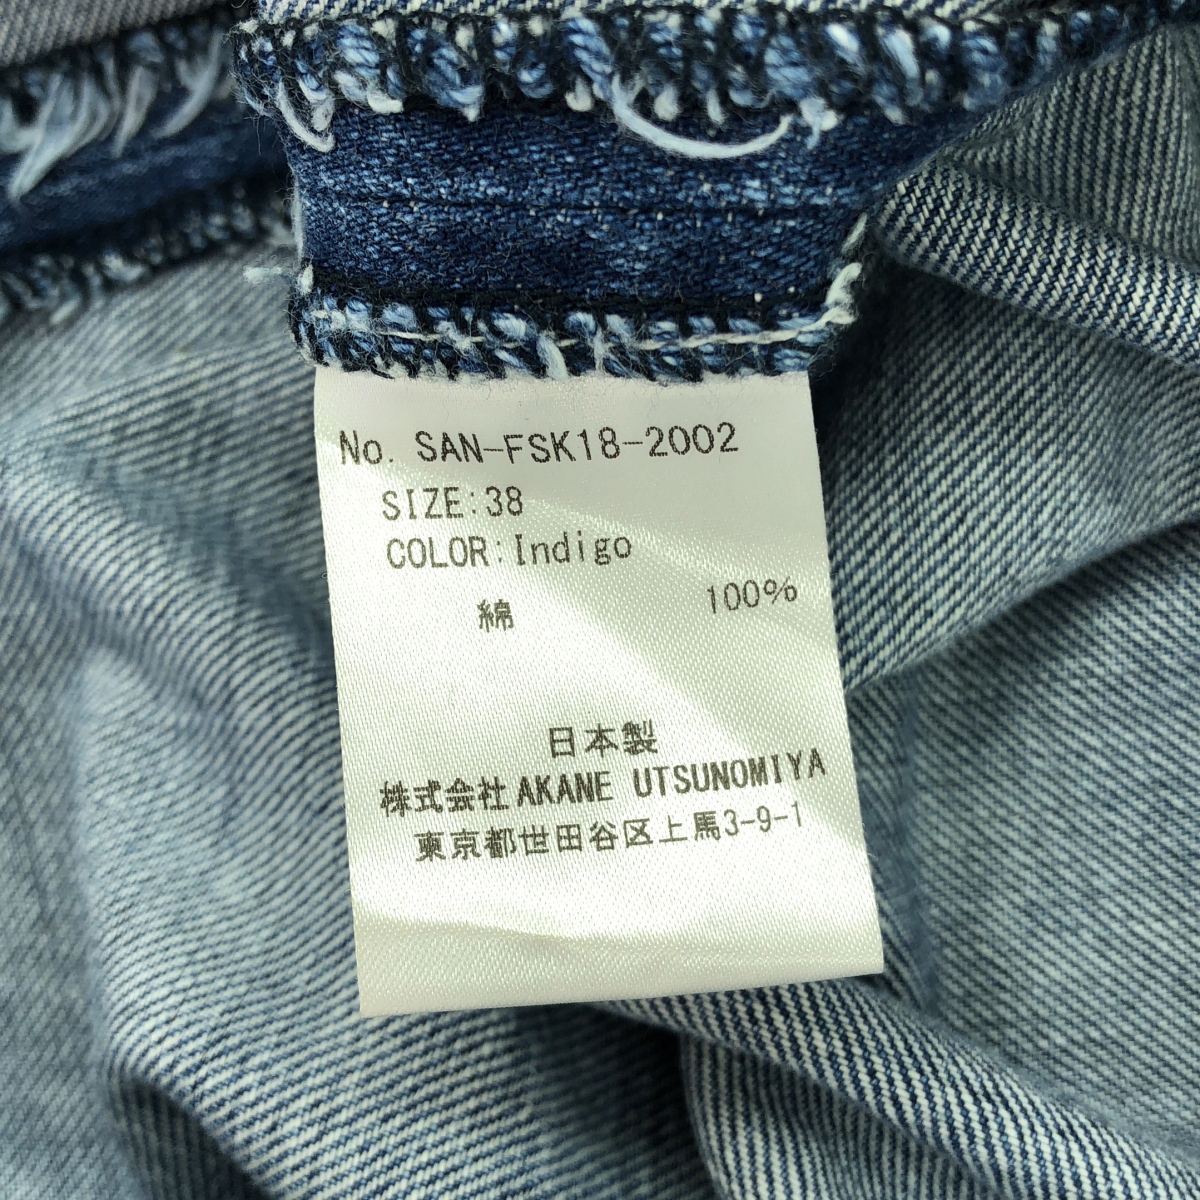 No. SAN-FSK18-2002
SIZE:38
COLOR:Indigo
綿 100%
日本製
株式会社AKANE UTSUNOMIYA
東京都世田谷区上馬3-9-1